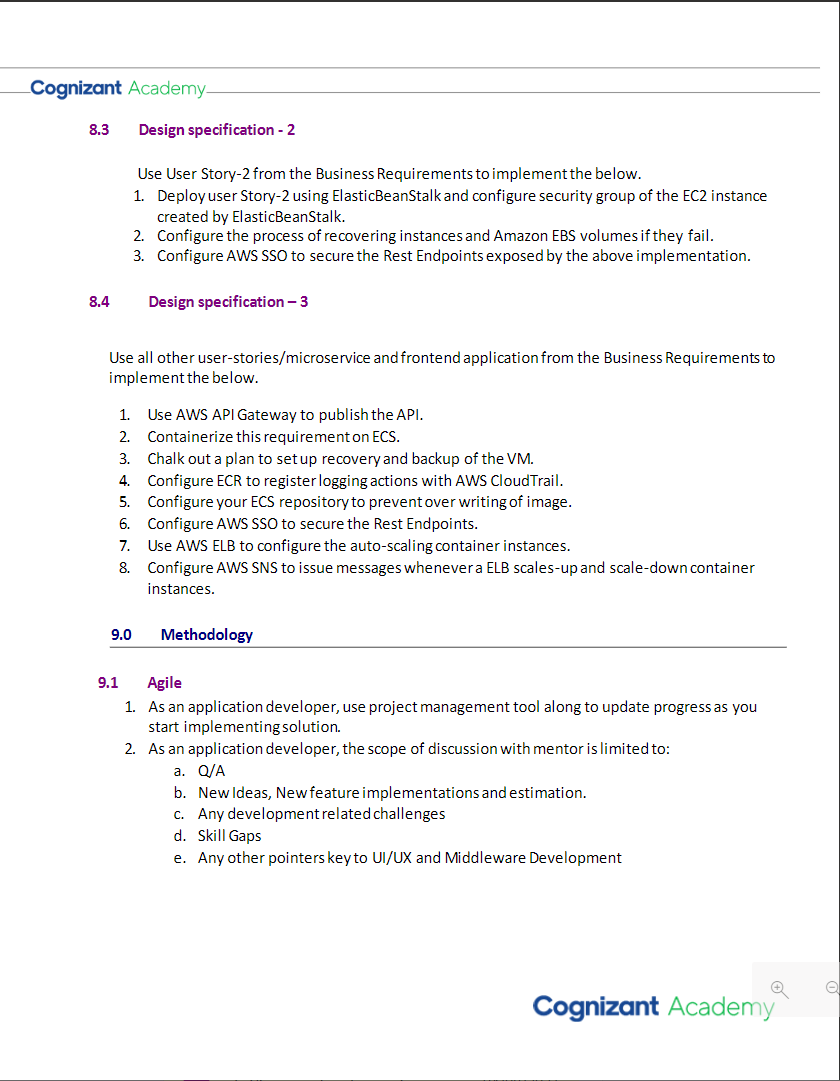 Cognizant Academy
8.3 Design specification - 2
Use User Story-2 from the Business Requirements to implement the below.
1. Deploy user Story-2 using ElasticBeanStalk and configure security group of the EC2 instance
created by ElasticBeanStalk.
2. Configure the process of recovering instances and Amazon EBS volumes if they fail.
3. Configure AWS SSO to secure the Rest Endpoints exposed by the above implementation.
8.4 Design specification – 3
Use all other user-stories/microservice and frontend application from the Business Requirements to
implement the below.
1. Use AWS API Gateway to publish the API.
2. Containerize this requirement on ECS.
3. Chalk out a plan to set up recovery and backup of the VM.
4. Configure ECR to register logging actions with AWS CloudTrail.
5. Configure your ECS repository to prevent over writing of image.
6. Configure AWS SSO to secure the Rest Endpoints.
7. Use AWS ELB to configure the auto-scaling container instances.
8. Configure AWS SNS to issue messages whenever a ELB scales-up and scale-down container
instances.
9.0 Methodology
9.1 Agile
1. As an application developer, use project management tool along to update progress as you
start implementing solution.
2. As an application developer, the scope of discussion with mentor is limited to:
a. Q/A
b. New Ideas, New feature implementations and estimation.
c. Any development related challenges
d. Skill Gaps
e. Any other pointers key to UI/UX and Middleware Development
Cognizant Academy